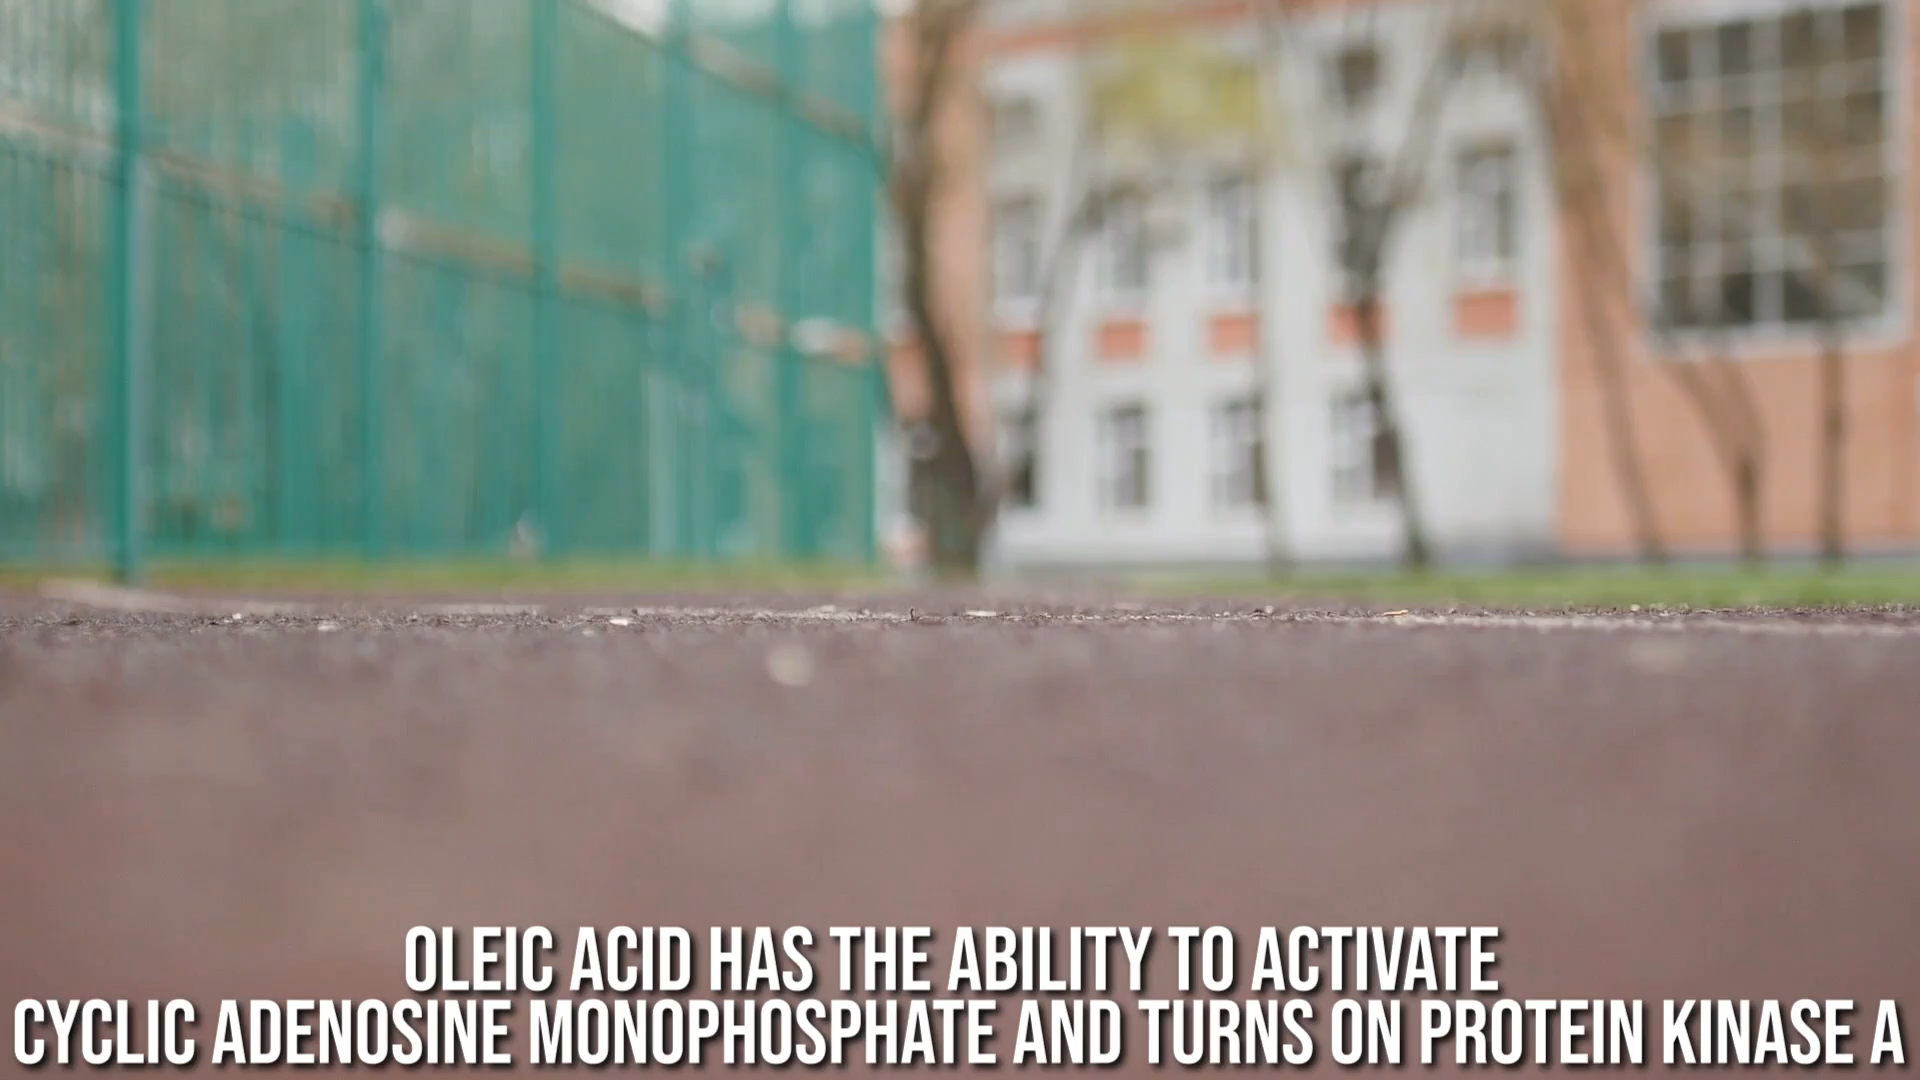 OLEIC ACID HAS THE ABILITY TO ACTIVATE
CYCLIC ADENOSINE MONOPHOSPHATE AND TURNS ON PROTEIN KINASE A